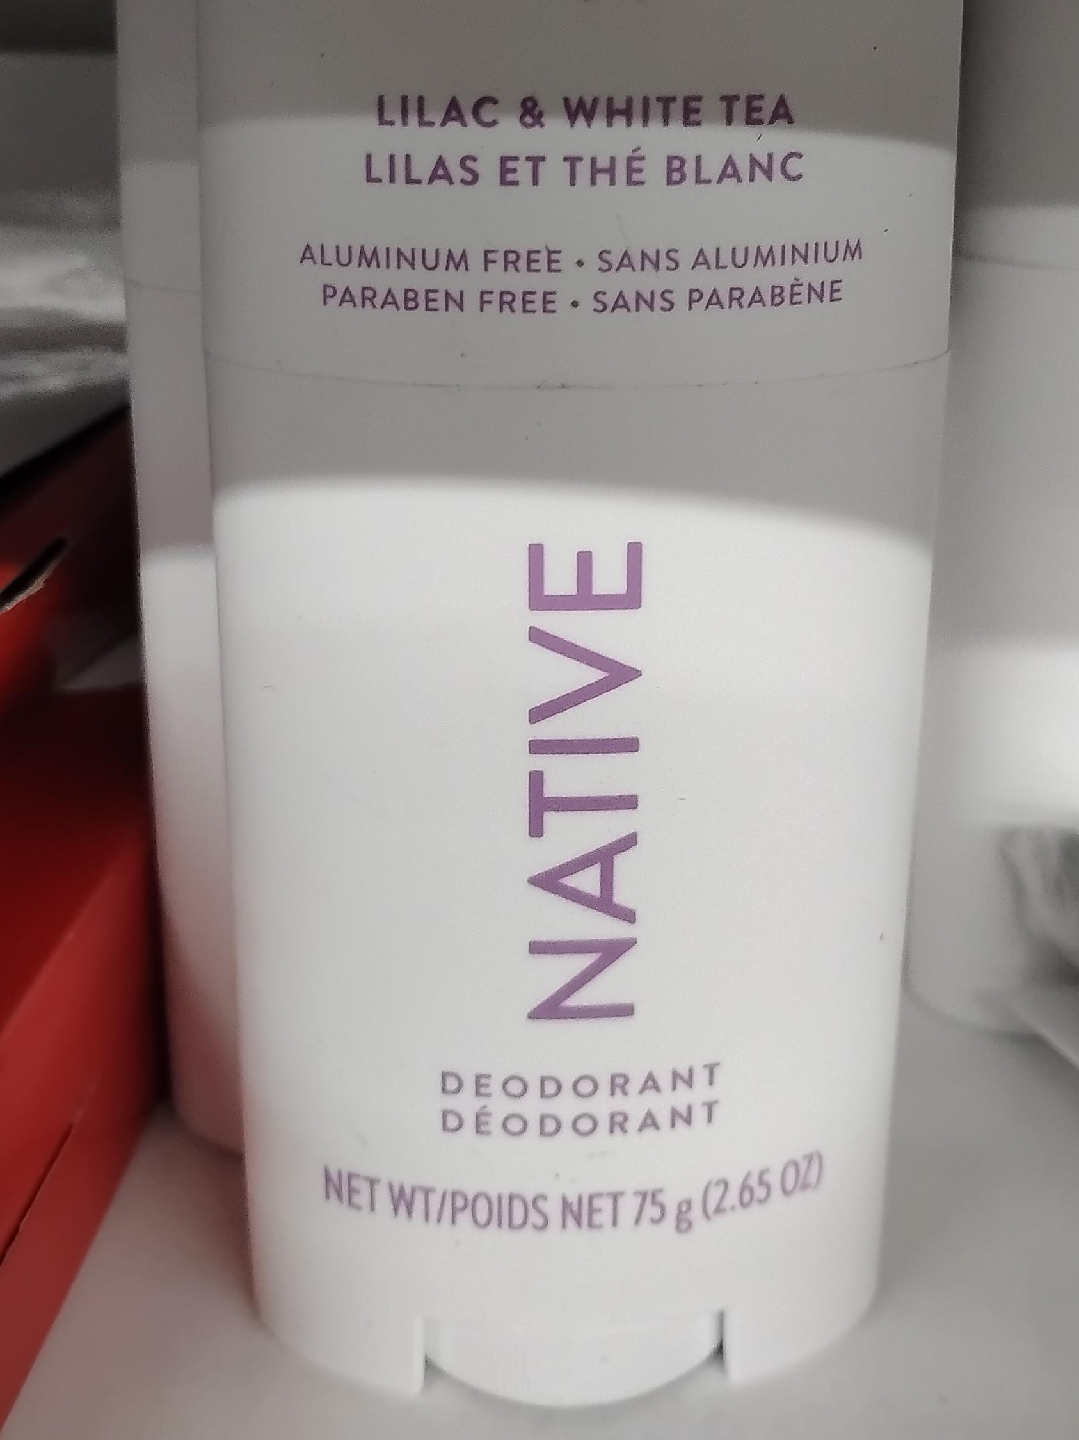 LILAC & WHITE TEA
LILAS ET THÉ BLANC
ALUMINUM FREE • SANS ALUMINIUM
PARABEN FREE • SANS PARABÈNE
NATIVE
DEODORANT
DÉODORANT
NET WT/POIDS NET 75 g (2.65 OZ)